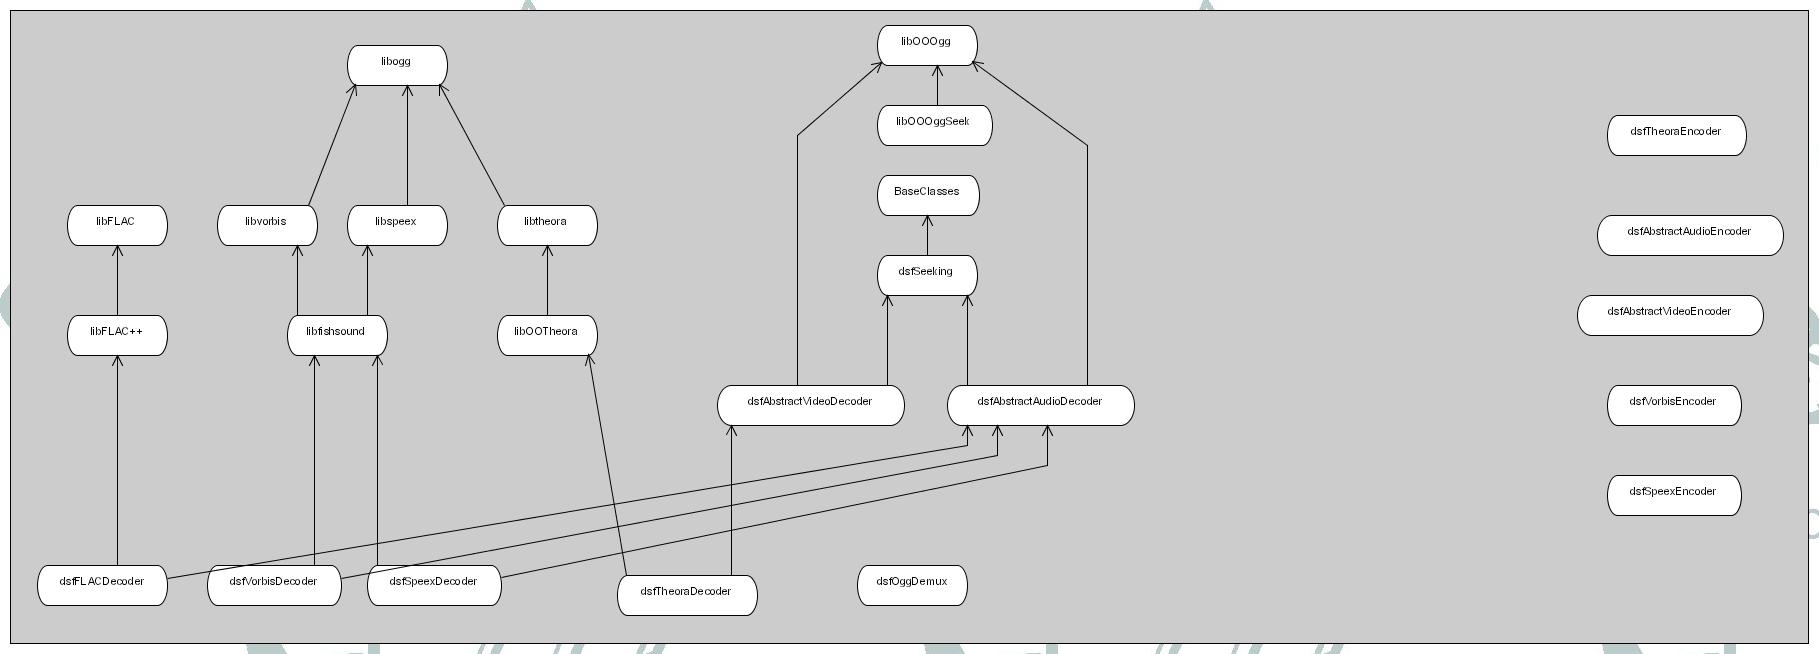 libOOOgg
libogg
libOOOggSeek
dsfTheoraEncoder
BaseClasses
libFLAC
libvorbis
libspeex
libtheora
dsfAbstractAudioEncoder
dsfSeeking
dsfAbstractVideoEncoder
libFLAC++
libfishsound
libOOTheora
dsfAbstractVideoDecoder
dsfAbstractAudioDecoder
dsfVorbisEncoder
dsfSpeexEncoder
dsfFLACDecoder
dsfVorbisDecoder
dsfSpeexDecoder
dsfTheoraDecoder
dsfOggDemux